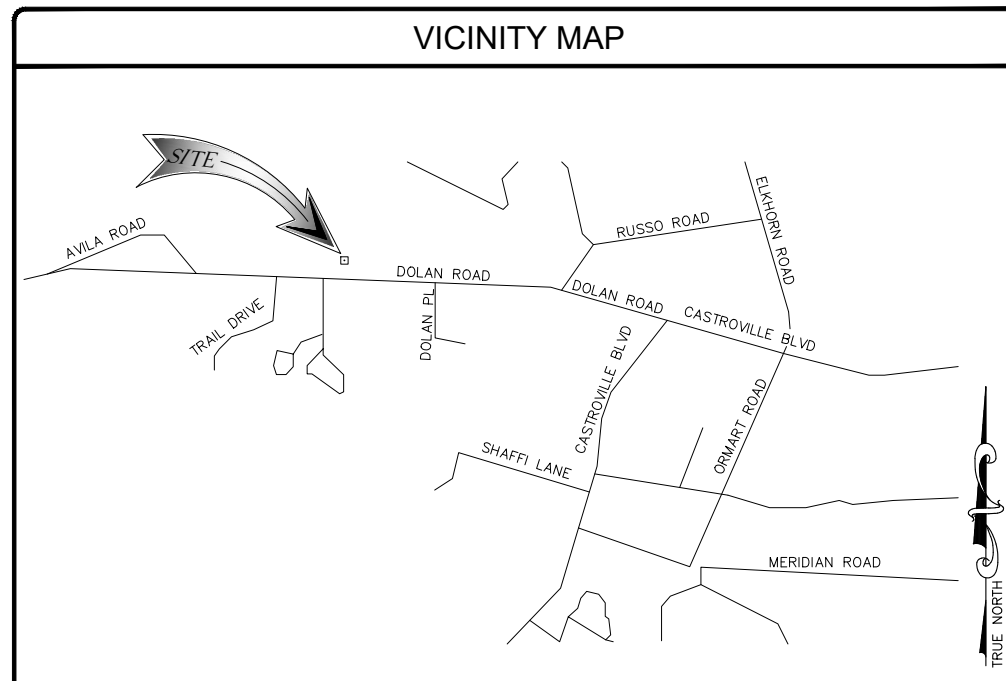 VICINITY MAP
SITE
AVILA ROAD
RUSSO ROAD
ELKHORN ROAD
DOLAN ROAD
DOLAN ROAD
CASTROVILLE BLVD
TRAIL DRIVE
DOLAN PL
CASTROVILLE BLVD
ORMART ROAD
SHAFFI LANE
MERIDIAN ROAD
TRUE NORTH